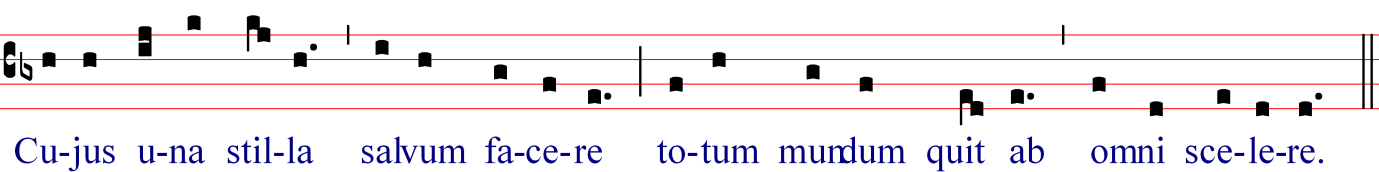 Cu-jus u-na stil-la salvum fa-ce-re to-tum mundum quit ab omni sce-le-re.